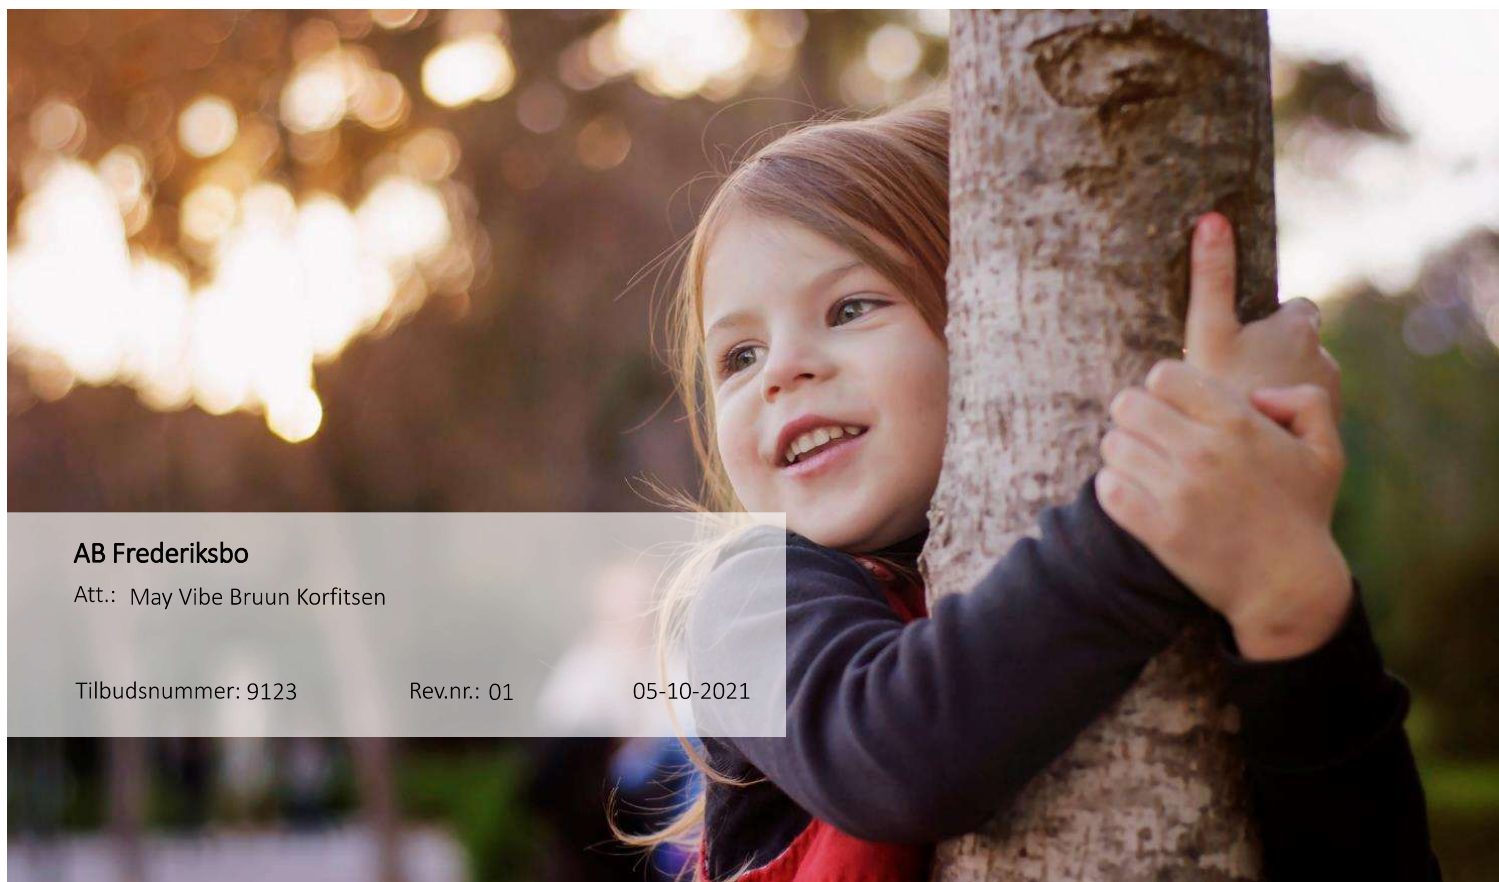 AB Frederiksbo
Att.: May Vibe Bruun Korfitsen
Tilbudsnummer: 9123 Rev.nr.: 01 05-10-2021